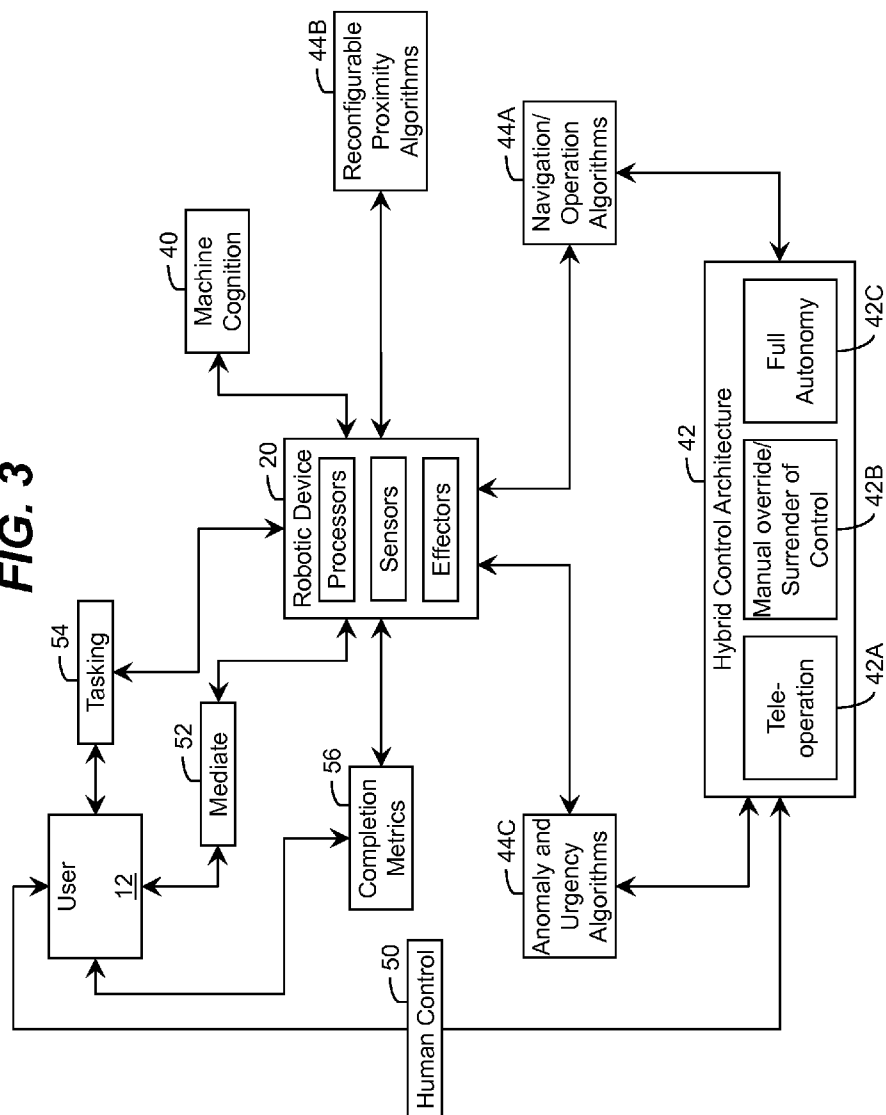 FIG. 3
User
12
54
Tasking
52
Mediate
56
Completion
Metrics
50
Human Control
20
Robotic Device
Processors
Sensors
Effectors
40
Machine
Cognition
44B
Reconfigurable
Proximity
Algorithms
44C
Anomaly and
Urgency
Algorithms
44A
Navigation/
Operation
Algorithms
42
Hybrid Control Architecture
Tele-
operation
42A
Manual override/
Surrender of
Control
42B
Full
Autonomy
42C